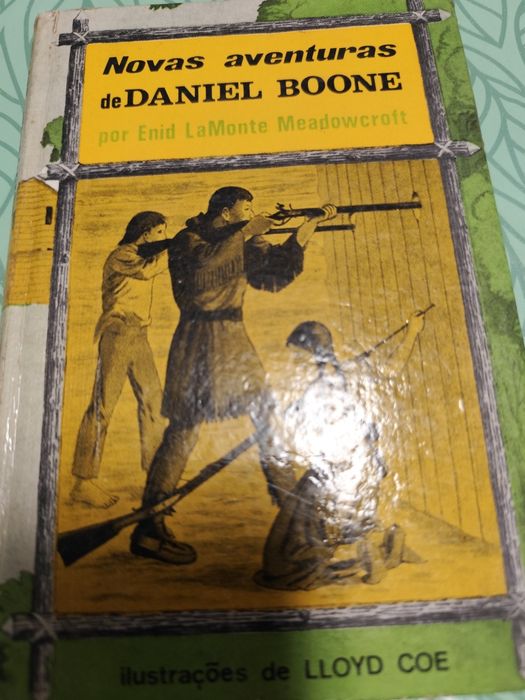 Novas aventuras
de DANIEL BOONE
por Enid LaMonte Meadowcroft
ilustrações de LLOYD COE